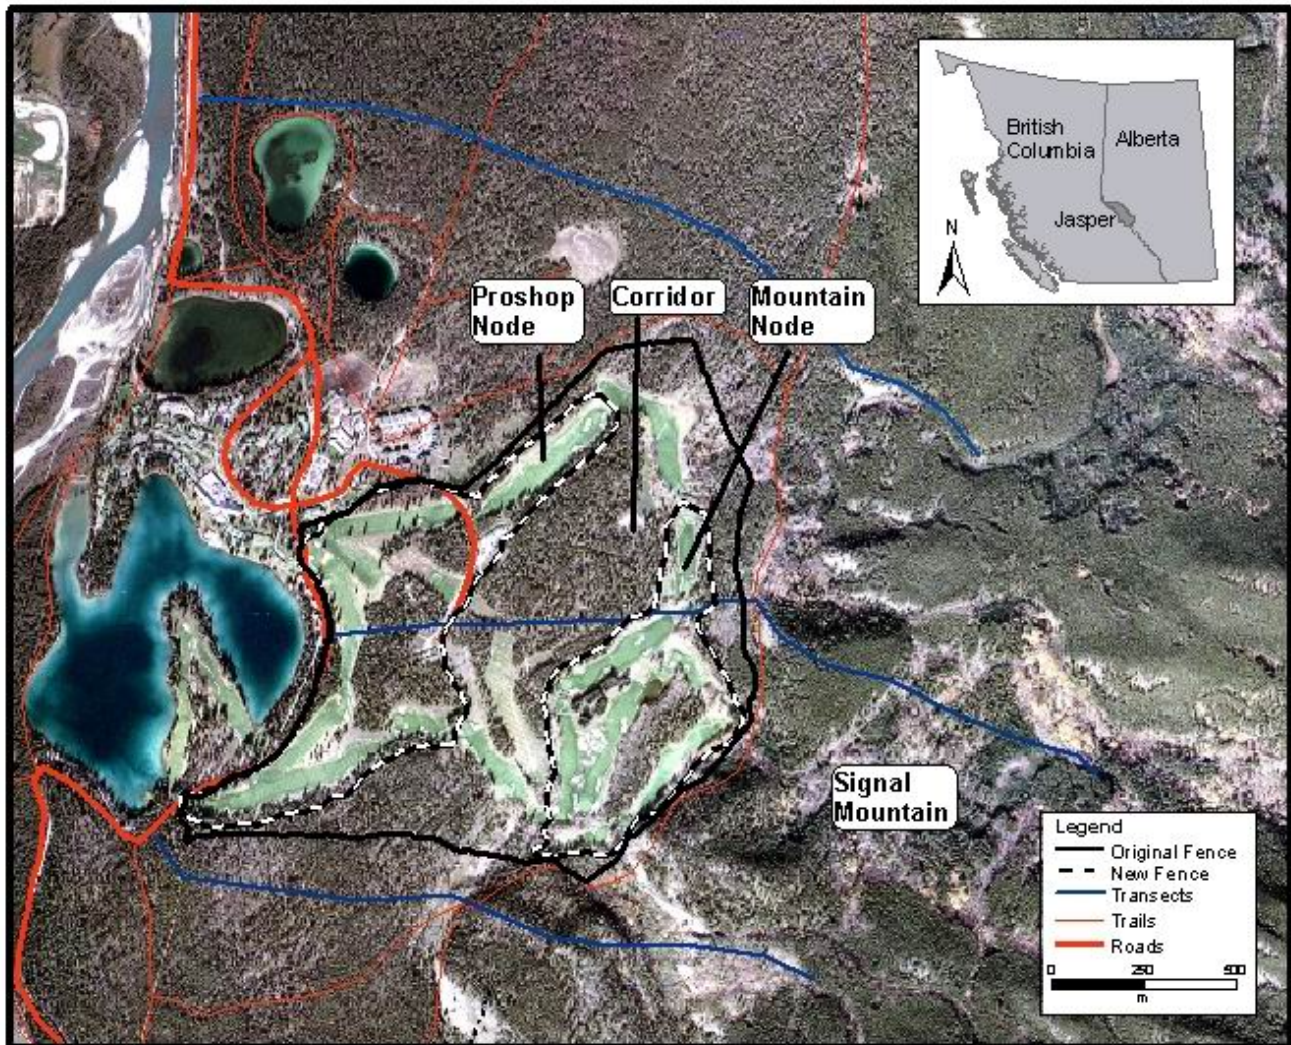 British
Columbia
Alberta
Jasper
N
Proshop
Node
Corridor
Mountain
Node
Signal
Mountain
Legend
Original Fence
New Fence
Transects
Trails
Roads
0 250 500
m